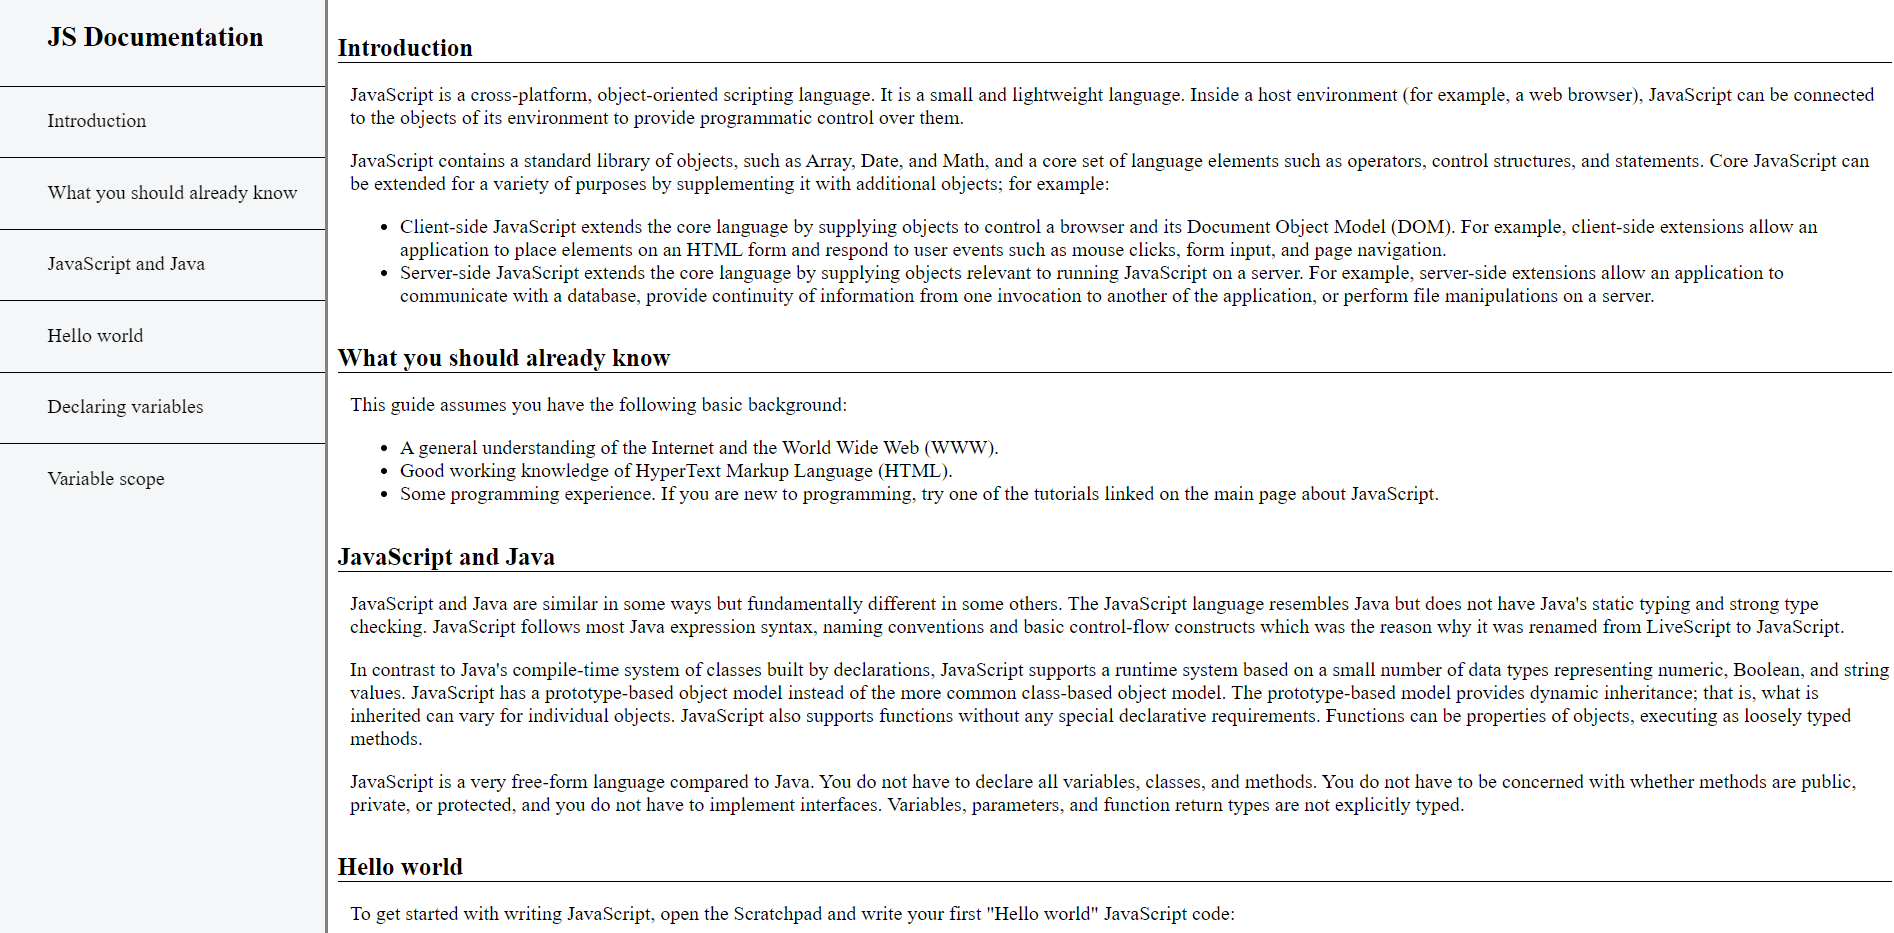 JS Documentation
Introduction
What you should already know
JavaScript and Java
Hello world
Declaring variables
Variable scope
Introduction
JavaScript is a cross-platform, object-oriented scripting language. It is a small and lightweight language. Inside a host environment (for example, a web browser), JavaScript can be connected
to the objects of its environment to provide programmatic control over them.
JavaScript contains a standard library of objects, such as Array, Date, and Math, and a core set of language elements such as operators, control structures, and statements. Core JavaScript can
be extended for a variety of purposes by supplementing it with additional objects; for example:
• Client-side JavaScript extends the core language by supplying objects to control a browser and its Document Object Model (DOM). For example, client-side extensions allow an
application to place elements on an HTML form and respond to user events such as mouse clicks, form input, and page navigation.
• Server-side JavaScript extends the core language by supplying objects relevant to running JavaScript on a server. For example, server-side extensions allow an application to
communicate with a database, provide continuity of information from one invocation to another of the application, or perform file manipulations on a server.
What you should already know
This guide assumes you have the following basic background:
• A general understanding of the Internet and the World Wide Web (WWW).
• Good working knowledge of HyperText Markup Language (HTML).
• Some programming experience. If you are new to programming, try one of the tutorials linked on the main page about JavaScript.
JavaScript and Java
JavaScript and Java are similar in some ways but fundamentally different in some others. The JavaScript language resembles Java but does not have Java's static typing and strong type
checking. JavaScript follows most Java expression syntax, naming conventions and basic control-flow constructs which was the reason why it was renamed from LiveScript to JavaScript.
In contrast to Java's compile-time system of classes built by declarations, JavaScript supports a runtime system based on a small number of data types representing numeric, Boolean, and string
values. JavaScript has a prototype-based object model instead of the more common class-based object model. The prototype-based model provides dynamic inheritance; that is, what is
inherited can vary for individual objects. JavaScript also supports functions without any special declarative requirements. Functions can be properties of objects, executing as loosely typed
methods.
JavaScript is a very free-form language compared to Java. You do not have to declare all variables, classes, and methods. You do not have to be concerned with whether methods are public,
private, or protected, and you do not have to implement interfaces. Variables, parameters, and function return types are not explicitly typed.
Hello world
To get started with writing JavaScript, open the Scratchpad and write your first "Hello world" JavaScript code: